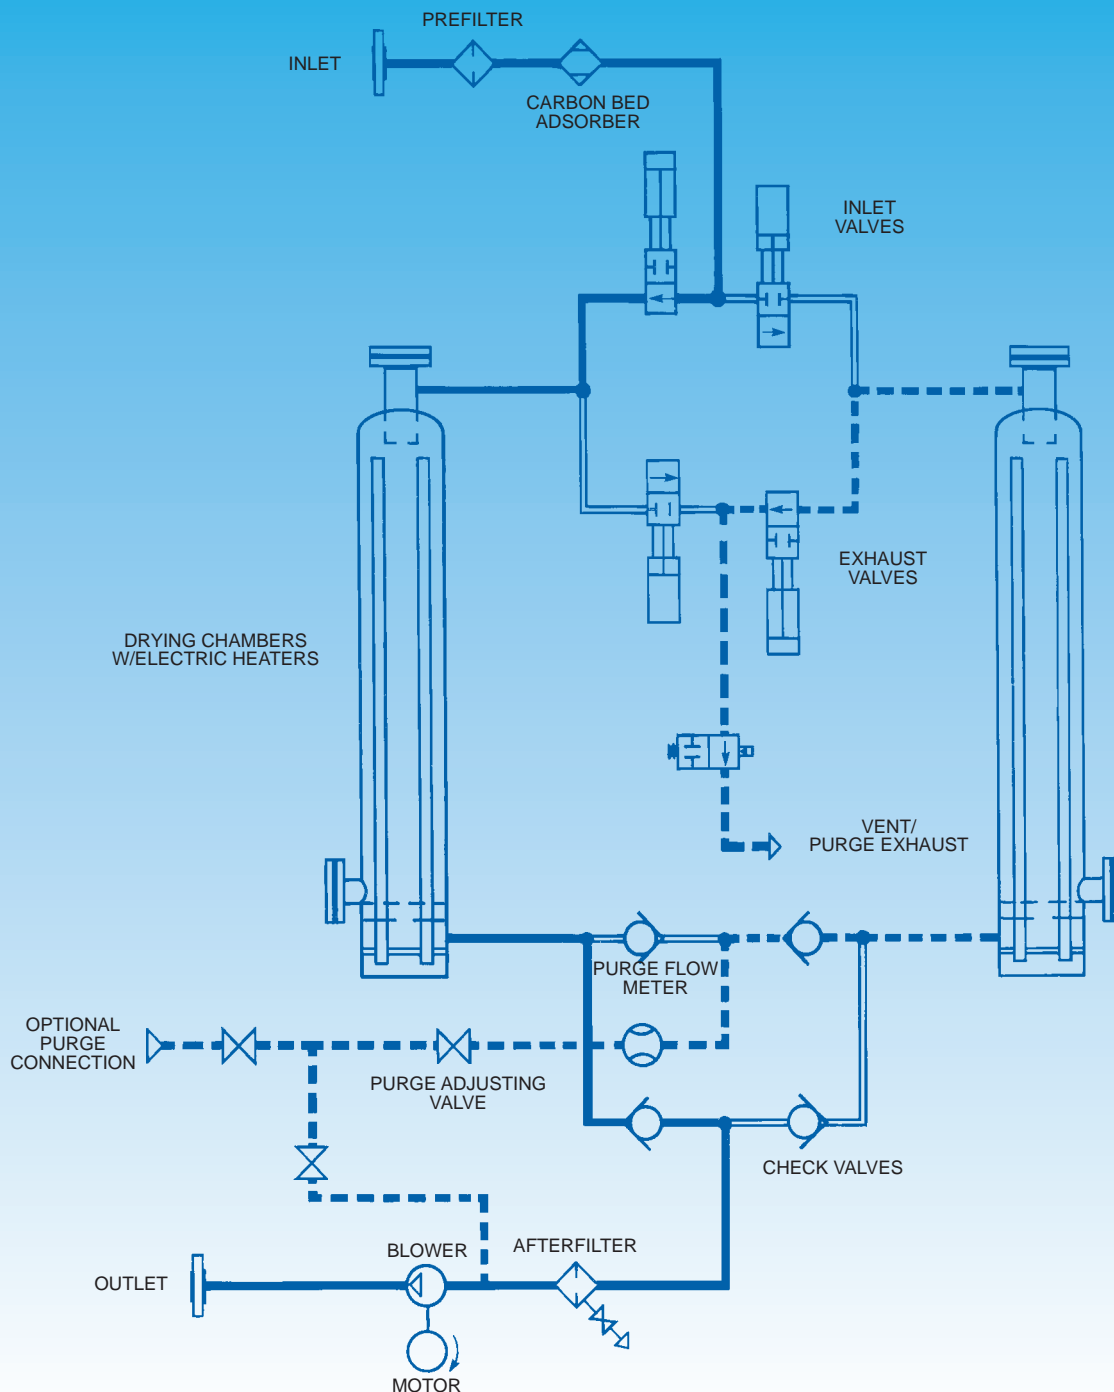 PREFILTER
INLET
CARBON BED
ADSORBER
INLET
VALVES
EXHAUST
VALVES
DRYING CHAMBERS
W/ELECTRIC HEATERS
VENT/
PURGE EXHAUST
PURGE FLOW
METER
OPTIONAL
PURGE
CONNECTION
PURGE ADJUSTING
VALVE
CHECK VALVES
BLOWER
AFTERFILTER
OUTLET
MOTOR